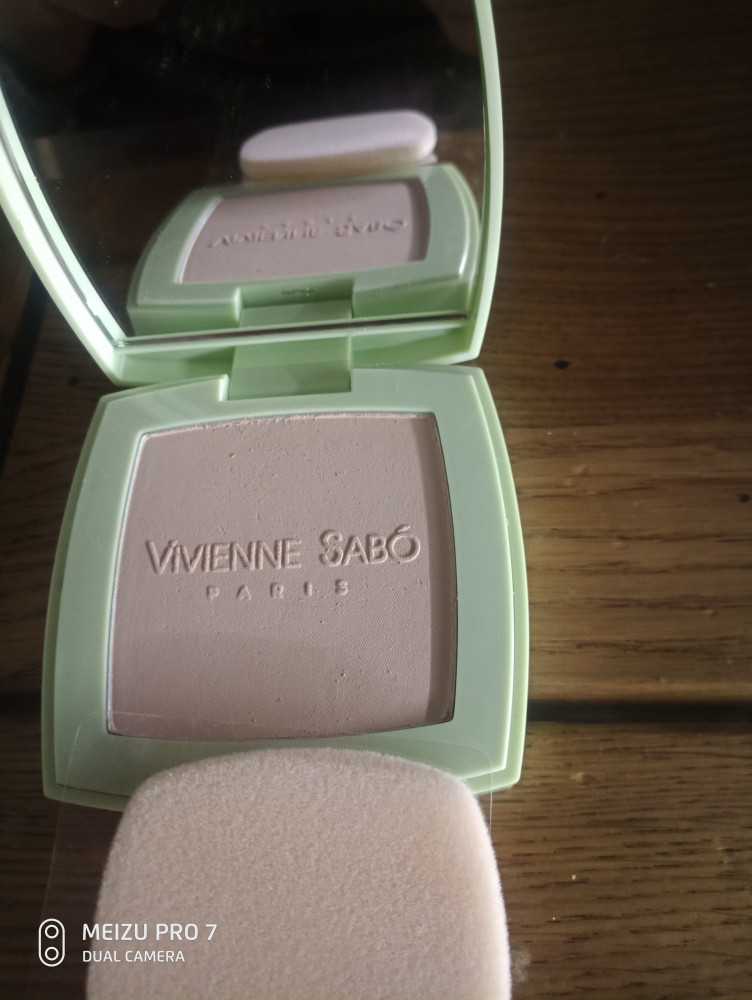 VIVIENNE SABÓ
PARIS
MEIZU PRO 7
DUAL CAMERA